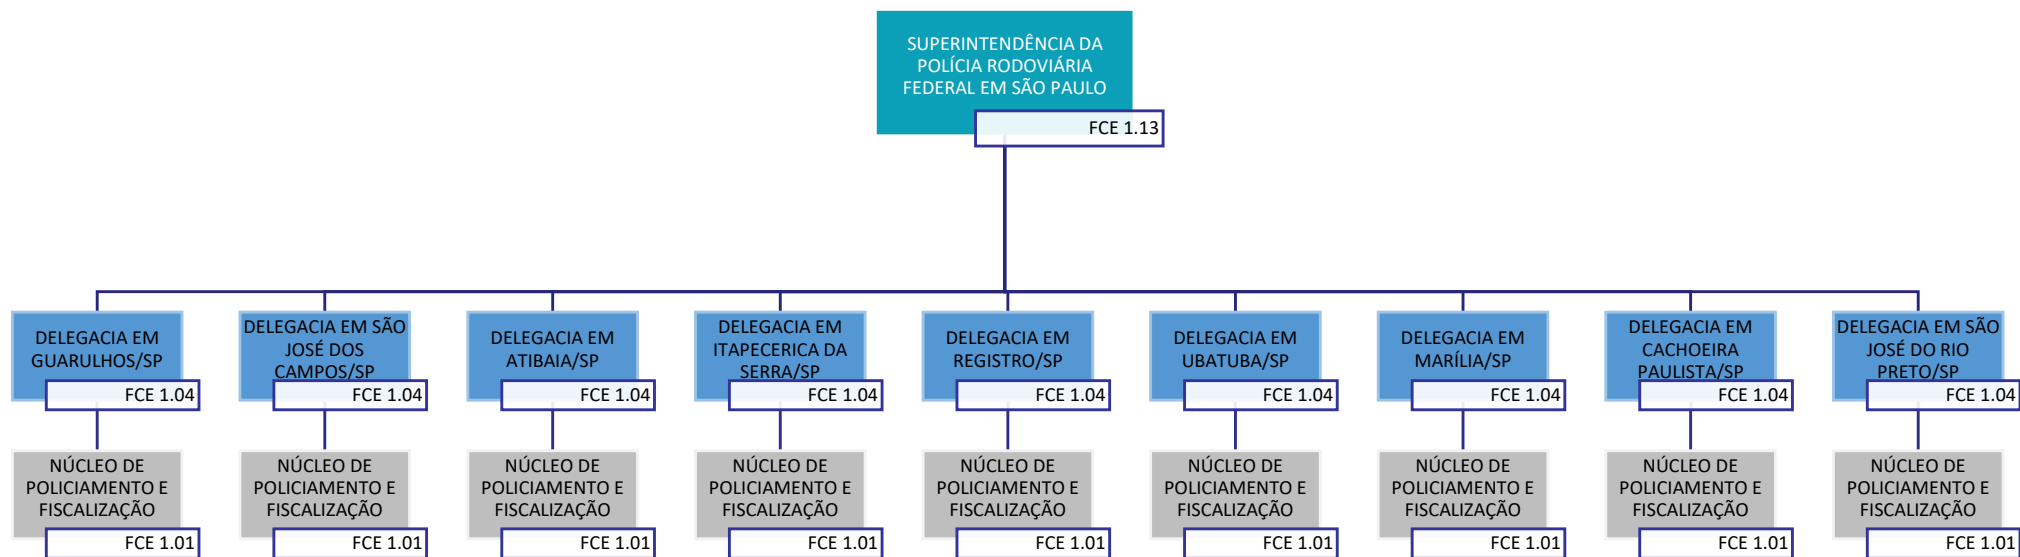 SUPERINTENDÊNCIA DA
POLÍCIA RODOVIÁRIA
FEDERAL EM SÃO PAULO
FCE 1.13
DELEGACIA EM
GUARULHOS/SP
FCE 1.04
DELEGACIA EM SÃO
JOSÉ DOS
CAMPOS/SP
FCE 1.04
DELEGACIA EM
ATIBAIA/SP
FCE 1.04
DELEGACIA EM
ITAPECERICA DA
SERRA/SP
FCE 1.04
DELEGACIA EM
REGISTRO/SP
FCE 1.04
DELEGACIA EM
UBATUBA/SP
FCE 1.04
DELEGACIA EM
MARÍLIA/SP
FCE 1.04
DELEGACIA EM
CACHOEIRA
PAULISTA/SP
FCE 1.04
DELEGACIA EM SÃO
JOSÉ DO RIO
PRETO/SP
FCE 1.04
NÚCLEO DE
POLICIAMENTO E
FISCALIZAÇÃO
FCE 1.01
NÚCLEO DE
POLICIAMENTO E
FISCALIZAÇÃO
FCE 1.01
NÚCLEO DE
POLICIAMENTO E
FISCALIZAÇÃO
FCE 1.01
NÚCLEO DE
POLICIAMENTO E
FISCALIZAÇÃO
FCE 1.01
NÚCLEO DE
POLICIAMENTO E
FISCALIZAÇÃO
FCE 1.01
NÚCLEO DE
POLICIAMENTO E
FISCALIZAÇÃO
FCE 1.01
NÚCLEO DE
POLICIAMENTO E
FISCALIZAÇÃO
FCE 1.01
NÚCLEO DE
POLICIAMENTO E
FISCALIZAÇÃO
FCE 1.01
NÚCLEO DE
POLICIAMENTO E
FISCALIZAÇÃO
FCE 1.01